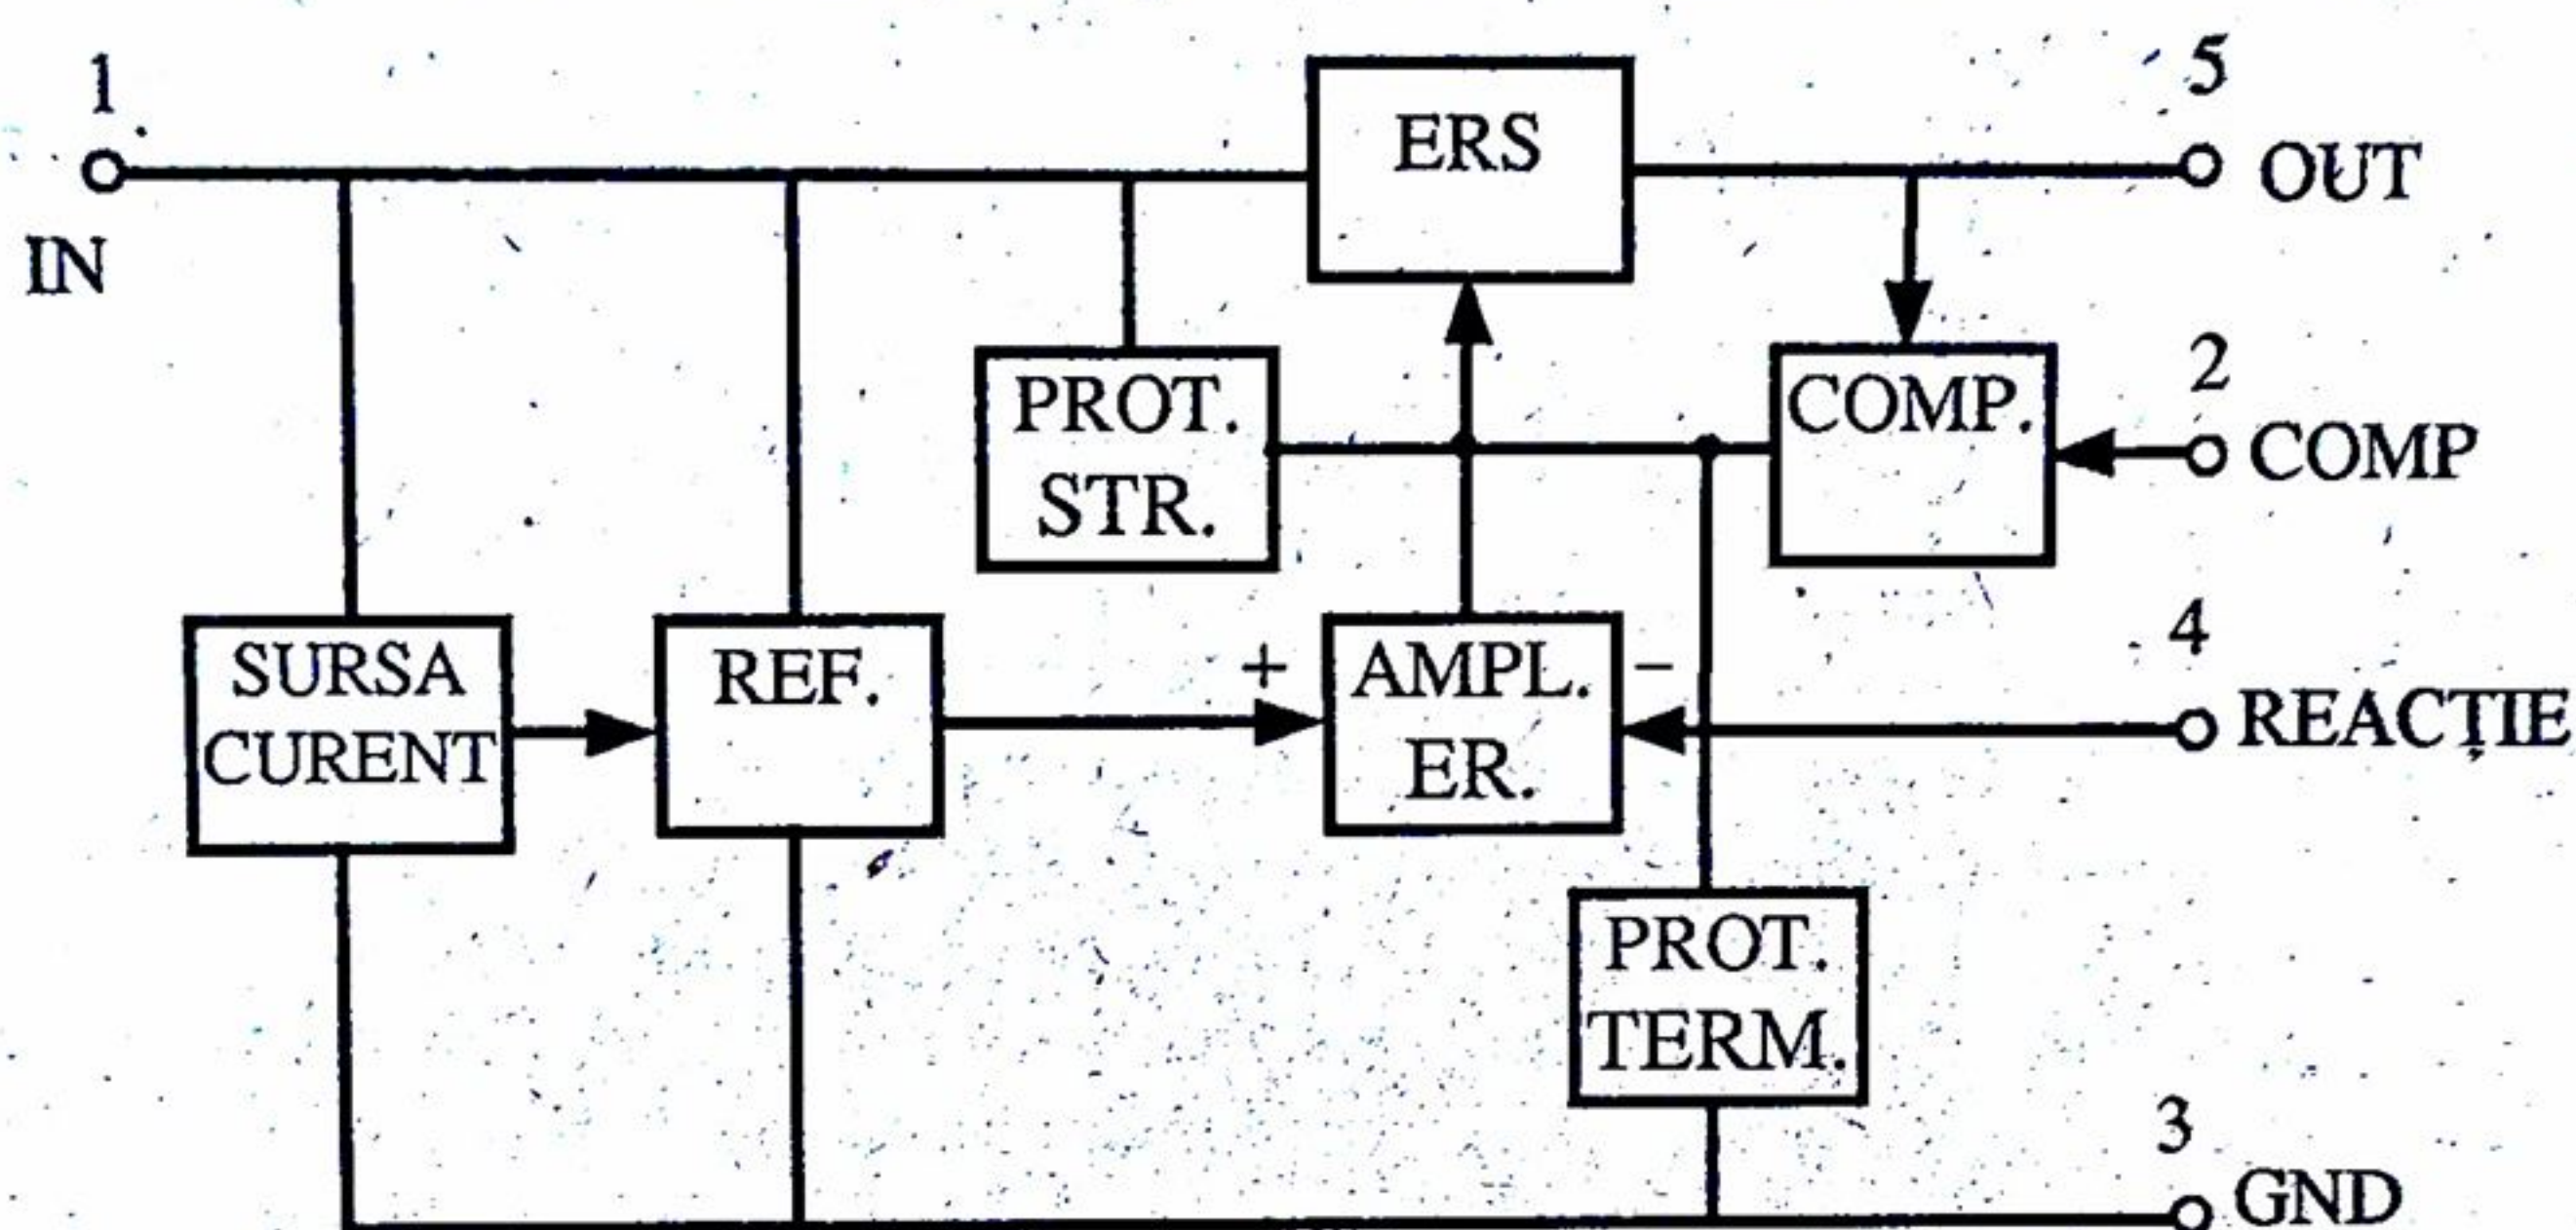 1
IN
ERS
5
OUT
PROT.
STR.
COMP.
2
COMP
SURSA
CURENT
REF.
+
AMPL.
ER.
−
4
REACȚIE
PROT.
TERM.
3
GND